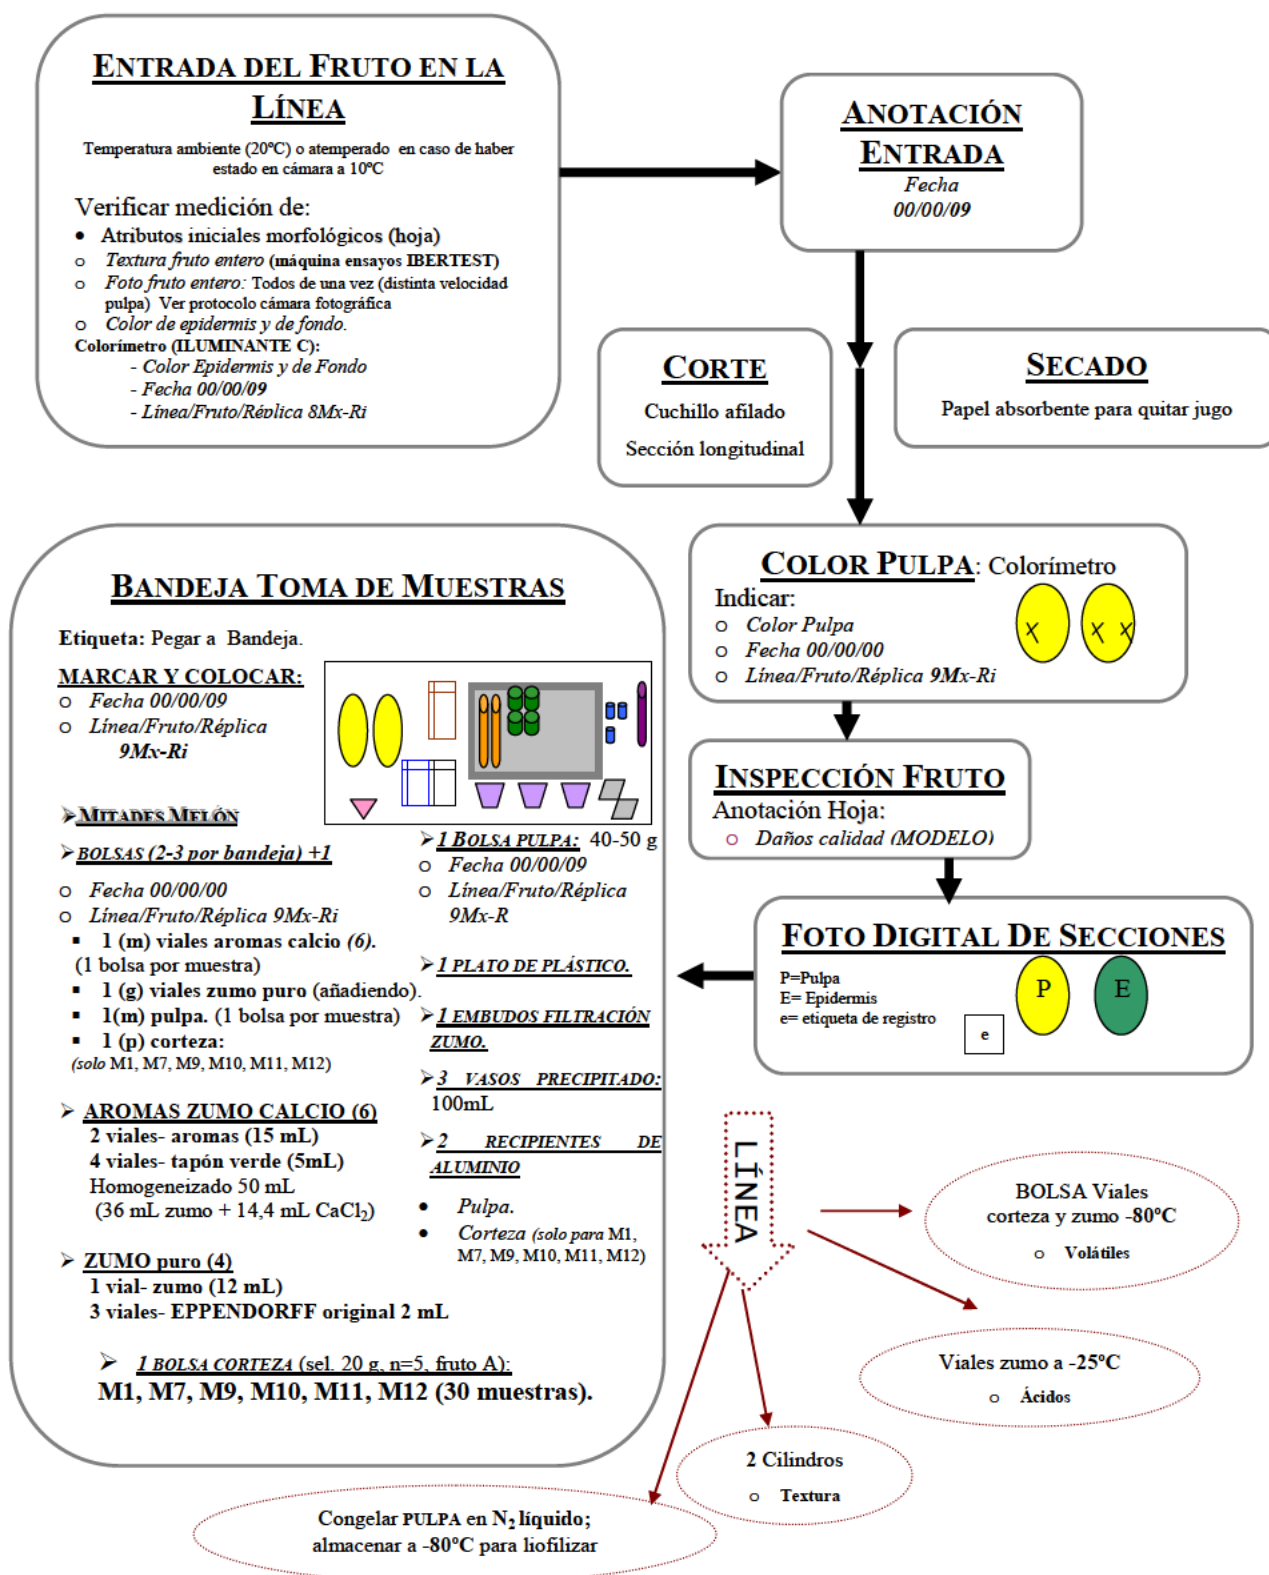 ENTRADA DEL FRUTO EN LA
LÍNEA
Temperatura ambiente (20ºC) o atemperado en caso de haber
estado en cámara a 10ºC
Verificar medición de:
• Atributos iniciales morfológicos (hoja)
o Textura fruto entero (máquina ensayos IBERTEST)
o Foto fruto entero: Todos de una vez (distinta velocidad
pulpa) Ver protocolo cámara fotográfica
o Color de epidermis y de fondo.
Colorímetro (ILUMINANTE C):
- Color Epidermis y de Fondo
- Fecha 00/00/09
- Línea/Fruto/Réplica 8Mx-Ri
ANOTACIÓN
ENTRADA
Fecha
00/00/09
CORTE
Cuchillo afilado
Sección longitudinal
SECADO
Papel absorbente para quitar jugo
COLOR PULPA: Colorímetro
Indicar:
o Color Pulpa
o Fecha 00/00/00
o Línea/Fruto/Réplica 9Mx-Ri
X
X X
INSPECCIÓN FRUTO
Anotación Hoja:
o Daños calidad (MODELO)
FOTO DIGITAL DE SECCIONES
P=Pulpa
E= Epidermis
e= etiqueta de registro
e
P
E
BANDEJA TOMA DE MUESTRAS
Etiqueta: Pegar a Bandeja.
MARCAR Y COLOCAR:
o Fecha 00/00/09
o Línea/Fruto/Réplica
9Mx-Ri
➢ MITADES MELÓN
➢ BOLSAS (2-3 por bandeja) +1
o Fecha 00/00/00
o Línea/Fruto/Réplica 9Mx-Ri
▪ 1 (m) viales aromas calcio (6).
(1 bolsa por muestra)
▪ 1 (g) viales zumo puro (añadiendo).
▪ 1(m) pulpa. (1 bolsa por muestra)
▪ 1 (p) corteza:
(solo M1, M7, M9, M10, M11, M12)
➢ AROMAS ZUMO CALCIO (6)
2 viales- aromas (15 mL)
4 viales- tapón verde (5mL)
Homogeneizado 50 mL
(36 mL zumo + 14,4 mL CaCl₂)
➢ ZUMO puro (4)
1 vial- zumo (12 mL)
3 viales- EPPENDORFF original 2 mL
➢ 1 BOLSA CORTEZA (sel. 20 g, n=5, fruto A):
M1, M7, M9, M10, M11, M12 (30 muestras).
➢ 1 BOLSA PULPA: 40-50 g
o Fecha 00/00/09
o Línea/Fruto/Réplica
9Mx-R
➢ 1 PLATO DE PLÁSTICO.
➢ 1 EMBUDOS FILTRACIÓN
ZUMO.
➢ 3 VASOS PRECIPITADO:
100mL
➢ 2 RECIPIENTES DE
ALUMINIO
• Pulpa.
• Corteza (solo para M1,
M7, M9, M10, M11, M12)
LÍNEA
BOLSA Viales
corteza y zumo -80ºC
o Volátiles
Viales zumo a -25ºC
o Ácidos
2 Cilindros
o Textura
Congelar PULPA en N₂ líquido;
almacenar a -80ºC para liofilizar